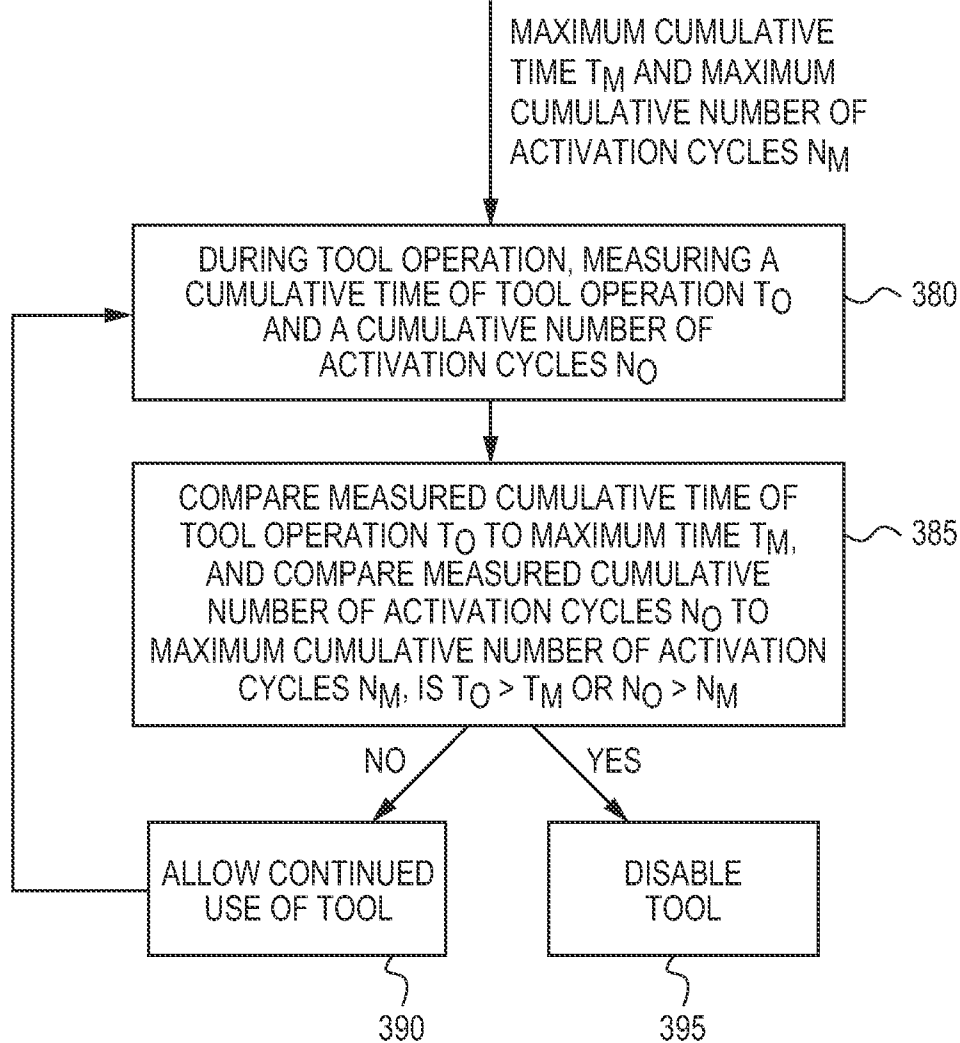 MAXIMUM CUMULATIVE
TIME TM AND MAXIMUM
CUMULATIVE NUMBER OF
ACTIVATION CYCLES NM
DURING TOOL OPERATION, MEASURING A
CUMULATIVE TIME OF TOOL OPERATION TO
AND A CUMULATIVE NUMBER OF
ACTIVATION CYCLES NO
380
COMPARE MEASURED CUMULATIVE TIME OF
TOOL OPERATION TO TO MAXIMUM TIME TM,
AND COMPARE MEASURED CUMULATIVE
NUMBER OF ACTIVATION CYCLES NO TO
MAXIMUM CUMULATIVE NUMBER OF ACTIVATION
CYCLES NM, IS TO > TM OR NO > NM
385
NO
YES
ALLOW CONTINUED
USE OF TOOL
DISABLE
TOOL
390
395